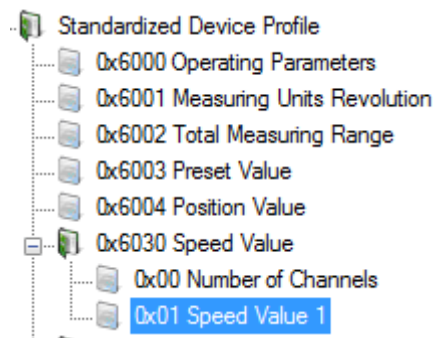 Standardized Device Profile
0x6000 Operating Parameters
0x6001 Measuring Units Revolution
0x6002 Total Measuring Range
0x6003 Preset Value
0x6004 Position Value
0x6030 Speed Value
0x00 Number of Channels
0x01 Speed Value 1